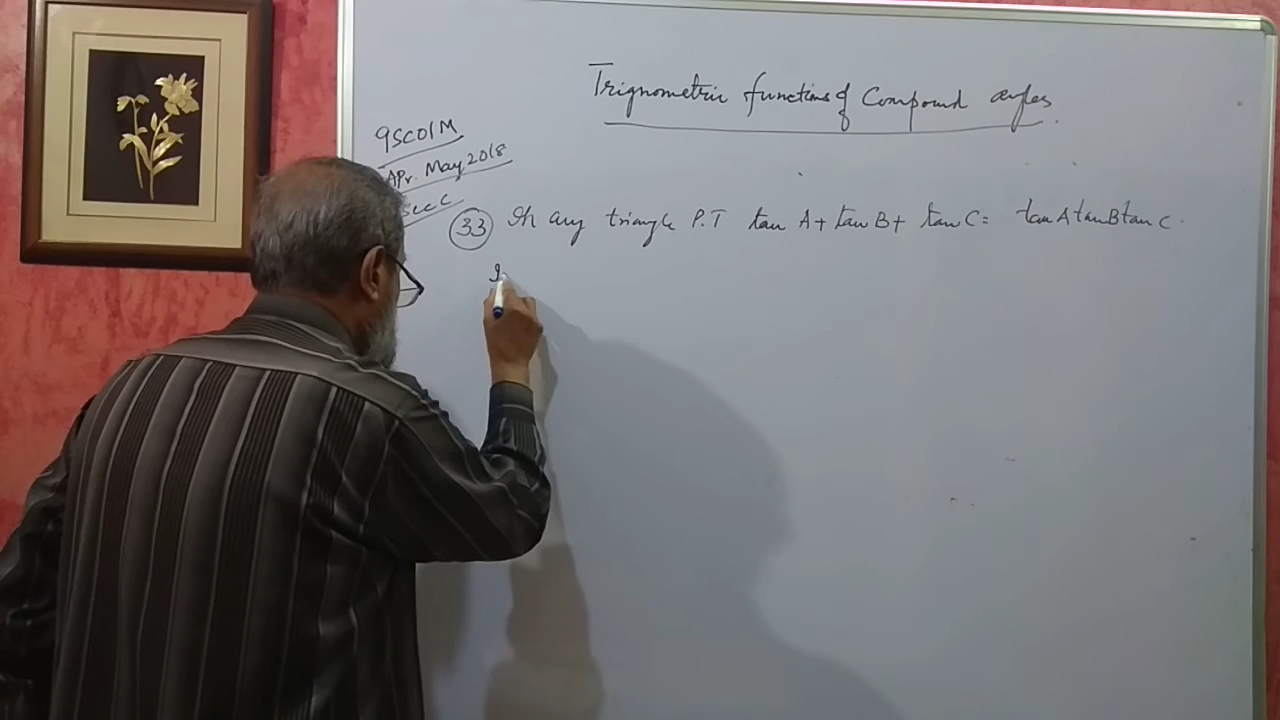 Trignometric functions of Compound angles.
9SC01M
Apr. May 2018
33 In any triangle P.T tan A + tan B + tan C = tan A tan B tan C.